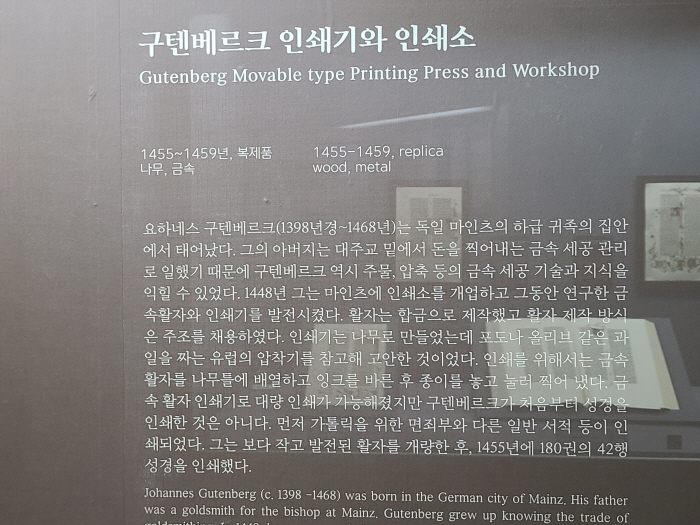 구텐베르크 인쇄기와 인쇄소
Gutenberg Movable type Printing Press and Workshop
1455~1459년, 복제품
나무, 금속
1455-1459, replica
wood, metal
요하네스 구텐베르크(1398년경~1468년)는 독일 마인츠의 하급 귀족의 집안
에서 태어났다. 그의 아버지는 대주교 밑에서 돈을 찍어내는 금속 세공 관리
로 일했기 때문에 구텐베르크 역시 주물, 압축 등의 금속 세공 기술과 지식을
익힐 수 있었다. 1448년 그는 마인츠에 인쇄소를 개업하고 그동안 연구한 금
속활자와 인쇄기를 발전시켰다. 활자는 합금으로 제작했고 활자 제작 방식
은 주조를 채용하였다. 인쇄기는 나무로 만들었는데 포도나 올리브 같은 과
일을 짜는 유럽의 압착기를 참고해 고안한 것이었다. 인쇄를 위해서는 금속
활자를 나무틀에 배열하고 잉크를 바른 후 종이를 놓고 눌러 찍어 냈다. 금
속 활자 인쇄기로 대량 인쇄가 가능해졌지만 구텐베르크가 처음부터 성경을
인쇄한 것은 아니다. 먼저 가톨릭을 위한 면죄부와 다른 일반 서적 등이 인
쇄되었다. 그는 보다 작고 발전된 활자를 개량한 후, 1455년에 180권의 42행
성경을 인쇄했다.
Johannes Gutenberg (c. 1398 -1468) was born in the German city of Mainz. His father
was a goldsmith for the bishop at Mainz. Gutenberg grew up knowing the trade of